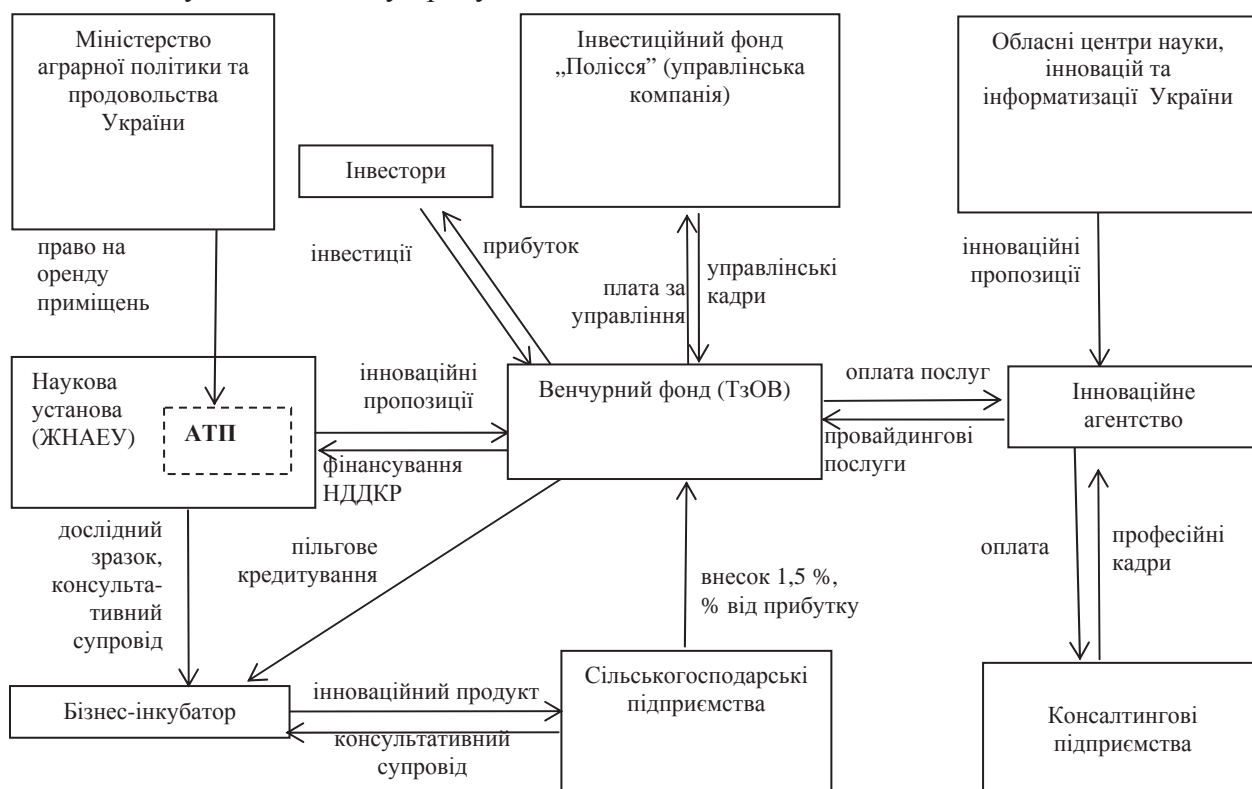 Міністерство
аграрної політики та
продовольства
України
Інвестиційний фонд
„Полісся” (управлінська
компанія)
Обласні центри науки,
інновацій та
інформатизації України
Інвестори
право на
оренду
приміщень
інвестиції
прибуток
плата за
управління
управлінські
кадри
інноваційні
пропозиції
Наукова
установа
(ЖНАЕУ)
АТП
інноваційні
пропозиції
фінансування
НДДКР
Венчурний фонд (ТзОВ)
оплата послуг
провайдингові
послуги
Інноваційне
агентство
дослідний
зразок,
консульта-
тивний
супровід
пільгове
кредитування
внесок 1,5 %,
% від прибутку
оплата
професійні
кадри
Бізнес-інкубатор
інноваційний продукт
консультативний
супровід
Сільськогосподарські
підприємства
Консалтингові
підприємства